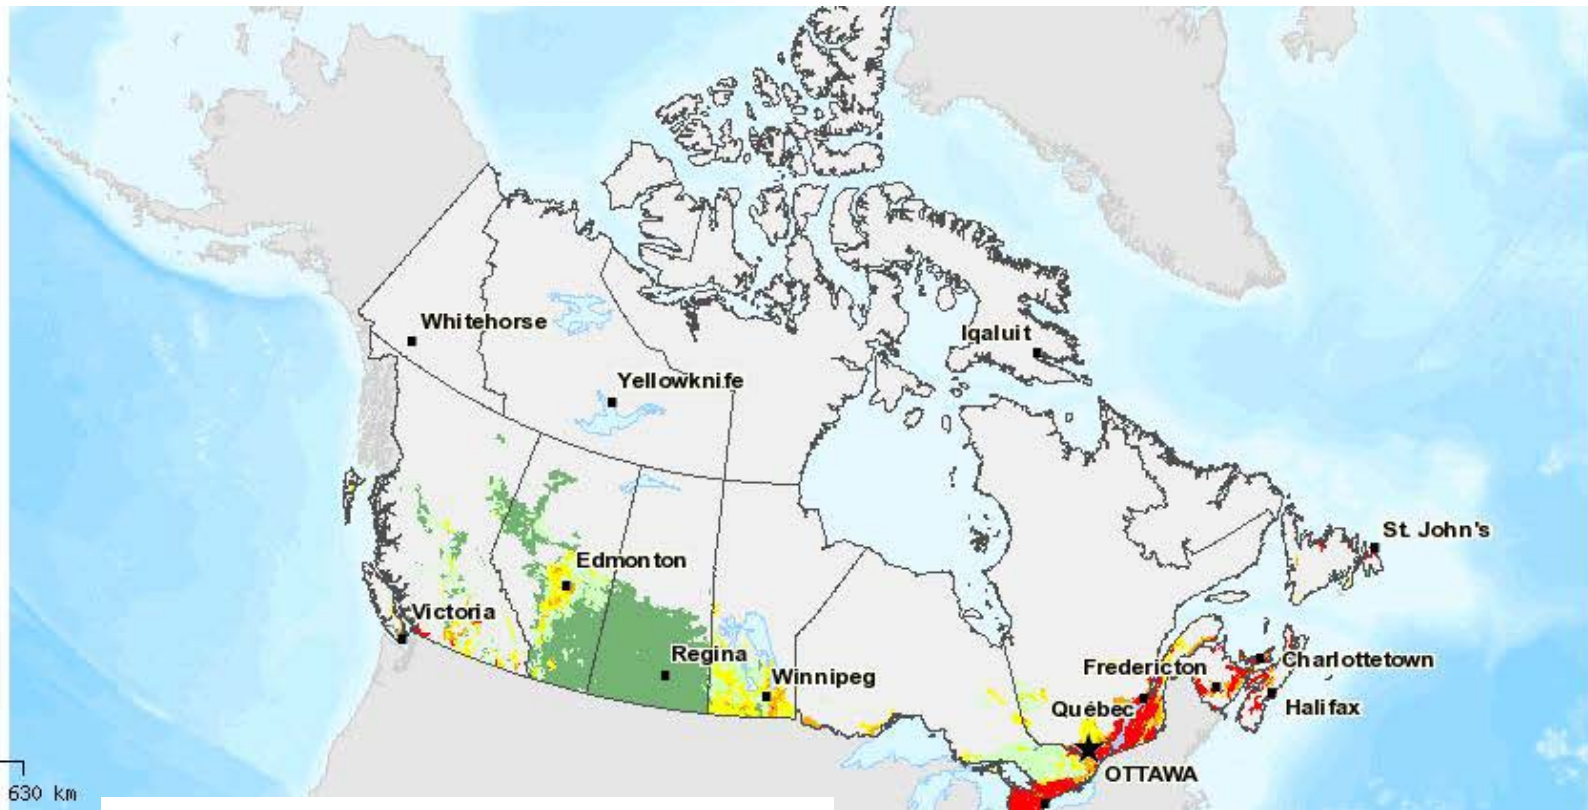 Whitehorse
Iqaluit
Yellowknife
St. John's
Edmonton
Victoria
Regina
Fredericton
Charlottetown
Winnipeg
Québec
Halifax
OTTAWA
630 km